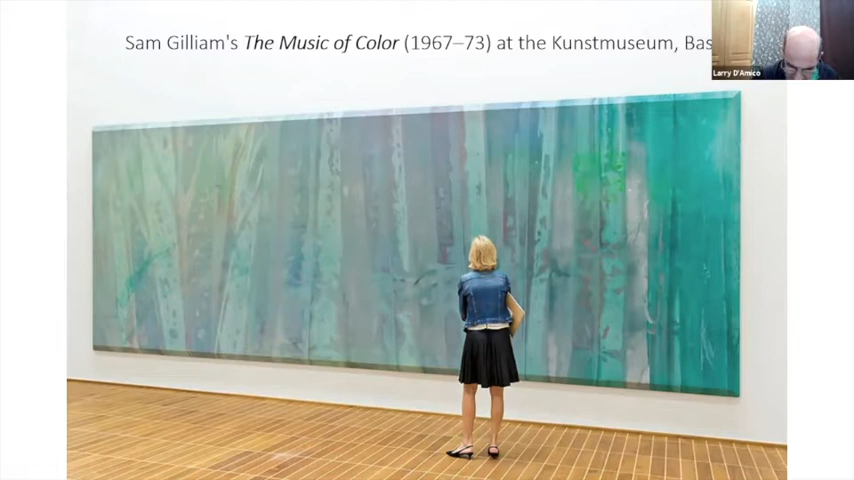 Sam Gilliam's The Music of Color (1967–73) at the Kunstmuseum, Bas
Larry D'Amico